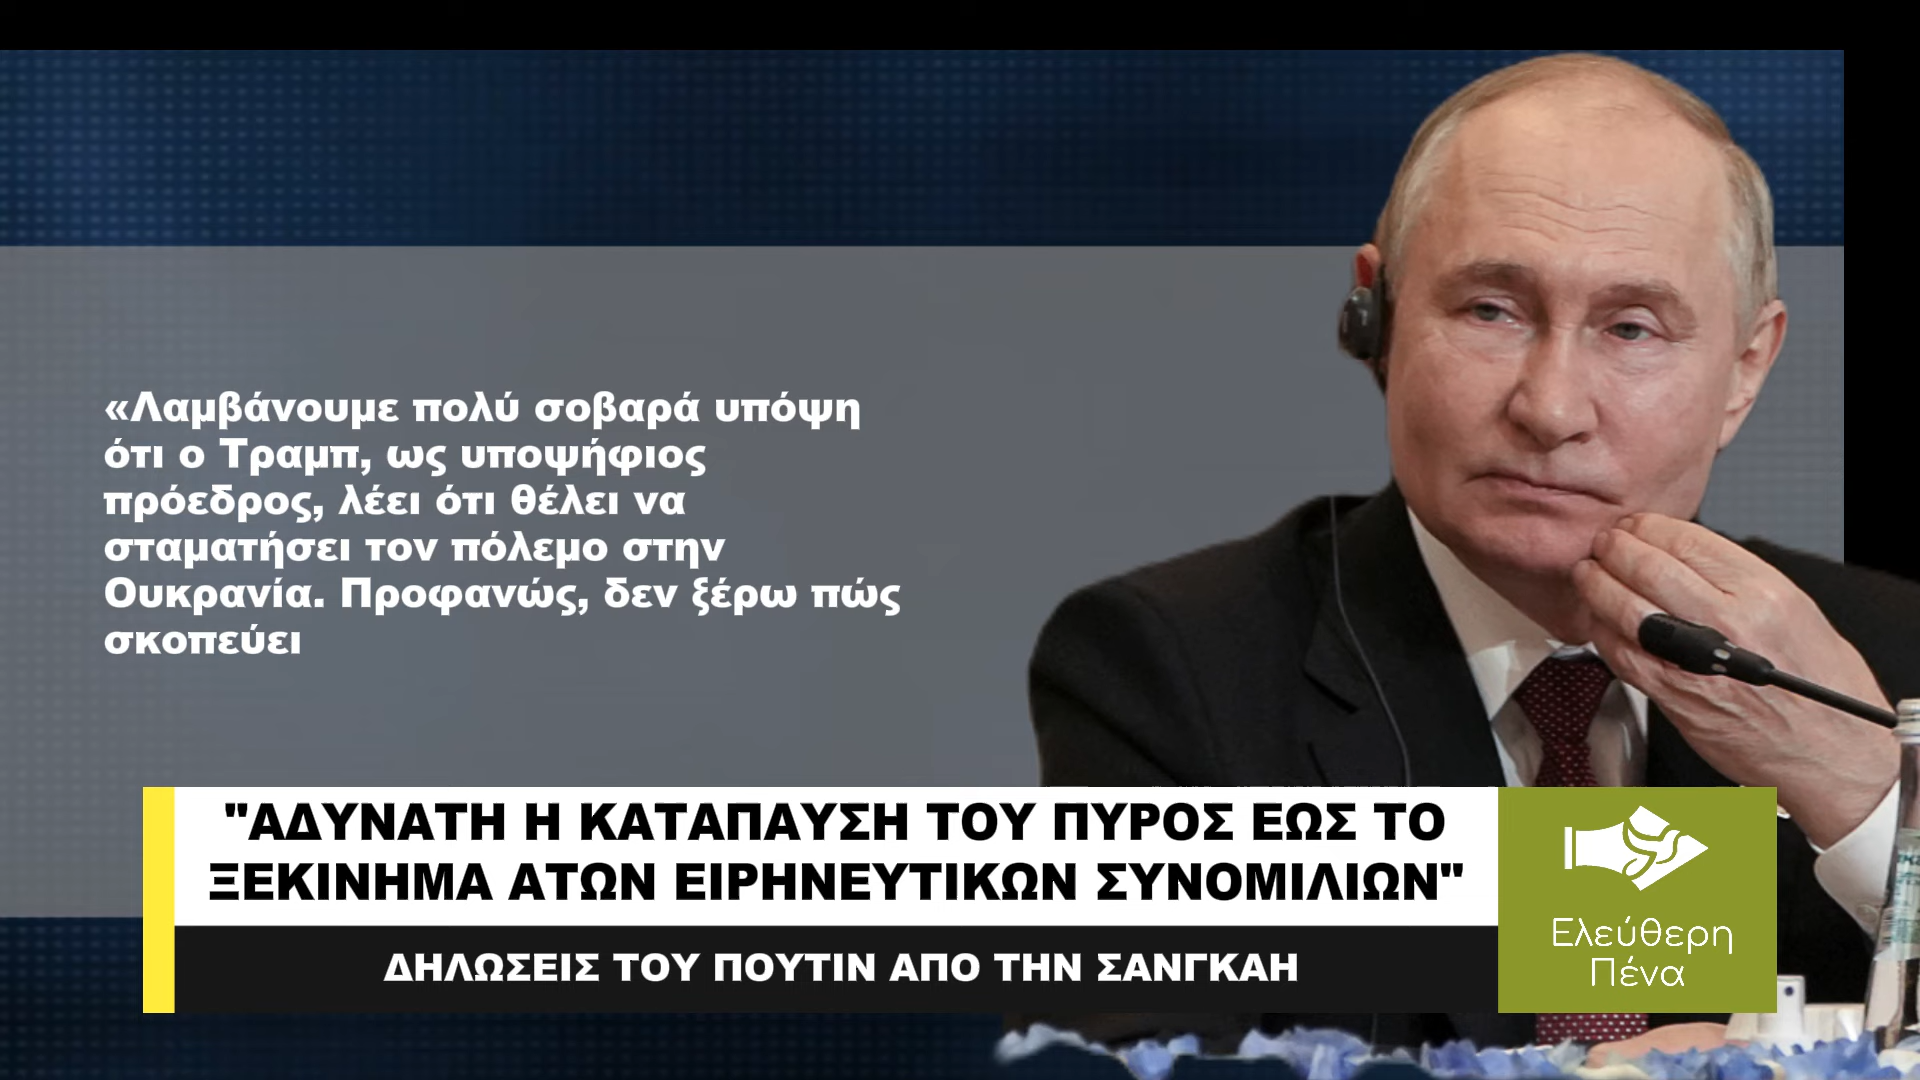 «Λαμβάνουμε πολύ σοβαρά υπόψη
ότι ο Τραμπ, ως υποψήφιος
πρόεδρος, λέει ότι θέλει να
σταματήσει τον πόλεμο στην
Ουκρανία. Προφανώς, δεν ξέρω πώς
σκοπεύει
"ΑΔΥΝΑΤΗ Η ΚΑΤΑΠΑΥΣΗ ΤΟΥ ΠΥΡΟΣ ΕΩΣ ΤΟ
ΞΕΚΙΝΗΜΑ ΑΤΩΝ ΕΙΡΗΝΕΥΤΙΚΩΝ ΣΥΝΟΜΙΛΙΩΝ"
ΔΗΛΩΣΕΙΣ ΤΟΥ ΠΟΥΤΙΝ ΑΠΟ ΤΗΝ ΣΑΝΓΚΑΗ
Ελεύθερη
Πένα